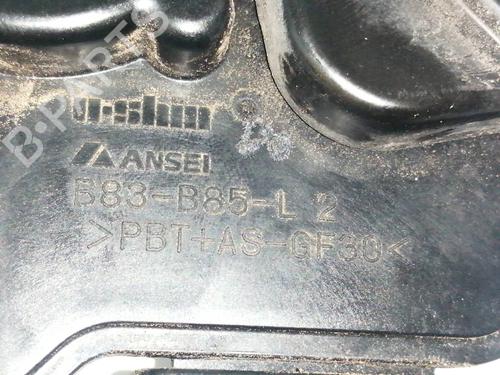 B-PARTS
ANSEI
B83-B85-L 2
>PBT+AS-GF30<